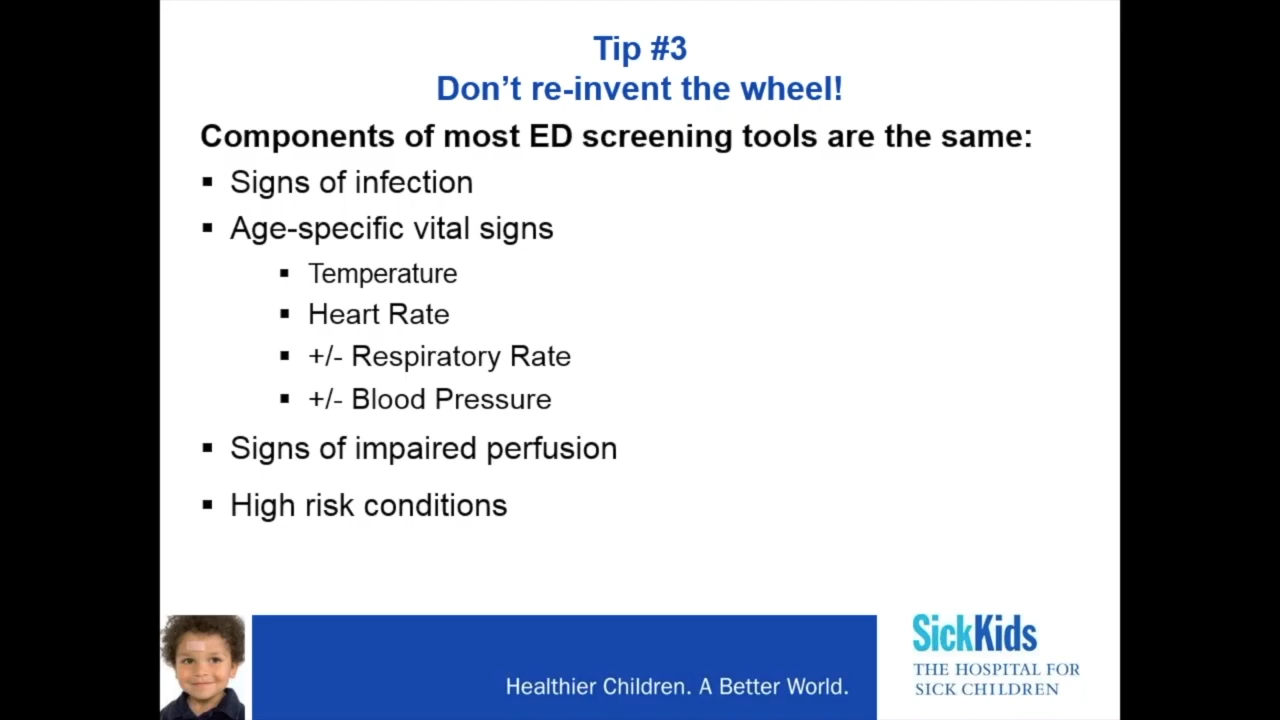 Tip #3
Don't re-invent the wheel!
Components of most ED screening tools are the same:
▪ Signs of infection
▪ Age-specific vital signs
▪ Temperature
▪ Heart Rate
▪ +/- Respiratory Rate
▪ +/- Blood Pressure
▪ Signs of impaired perfusion
▪ High risk conditions
Healthier Children. A Better World.
SickKids
THE HOSPITAL FOR
SICK CHILDREN